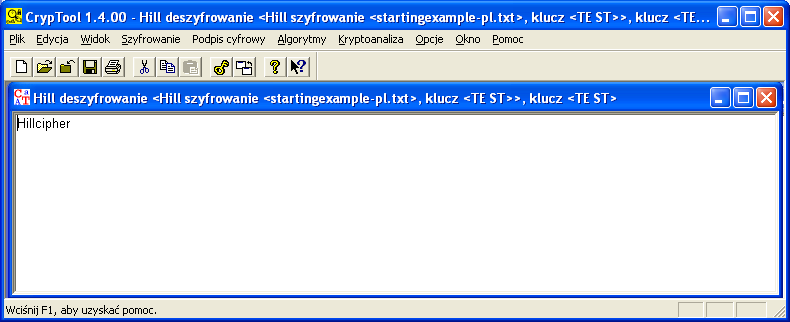 CrypTool 1.4.00 - Hill deszyfrowanie <Hill szyfrowanie <startingexample-pl.txt>, klucz <TE ST>>, klucz <TE...
Plik Edycja Widok Szyfrowanie Podpis cyfrowy Algorytmy Kryptoanaliza Opcje Okno Pomoc
Hill deszyfrowanie <Hill szyfrowanie <startingexample-pl.txt>, klucz <TE ST>>, klucz <TE ST>
Hillcipher
Wciśnij F1, aby uzyskać pomoc.